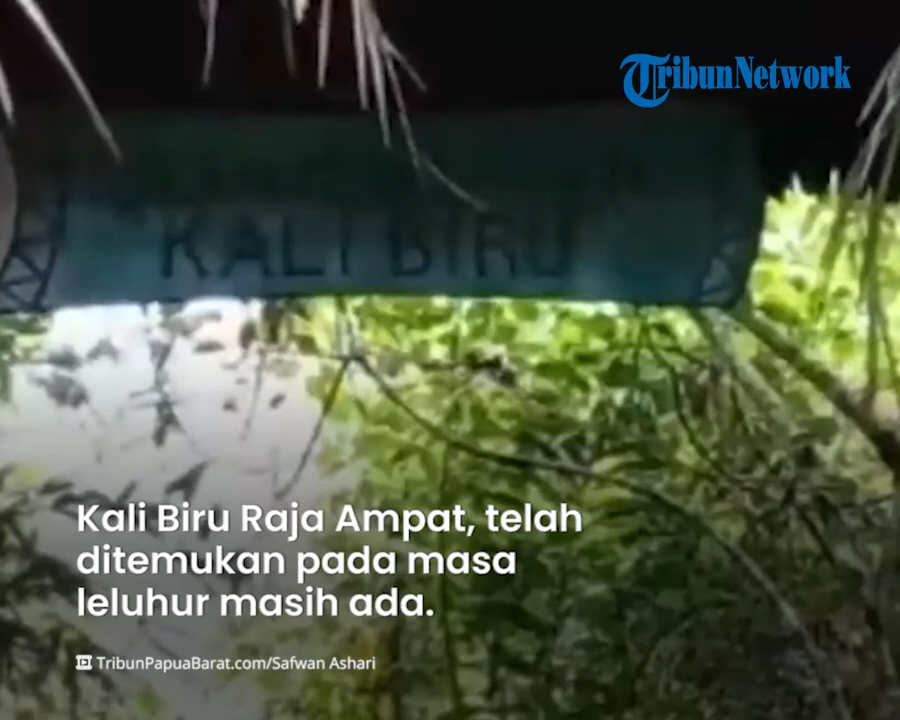 TribunNetwork
KALI BIRU
Kali Biru Raja Ampat, telah
ditemukan pada masa
leluhur masih ada.
TribunPapuaBarat.com/Safwan Ashari